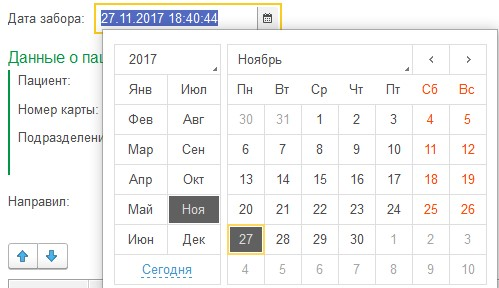 Дата забора: 27.11.2017 18:40:44
Данные о пац
Пациент:
Номер карты:
Подразделени
Направил:
2017 Ноябрь
Янв Июл Пн Вт Ср Чт Пт Сб Вс
Фев Авг 30 31 1 2 3 4 5
Мар Сен 6 7 8 9 10 11 12
Апр Окт 13 14 15 16 17 18 19
Май Ноя 20 21 22 23 24 25 26
Июн Дек 27 28 29 30 1 2 3
Сегодня 4 5 6 7 8 9 10